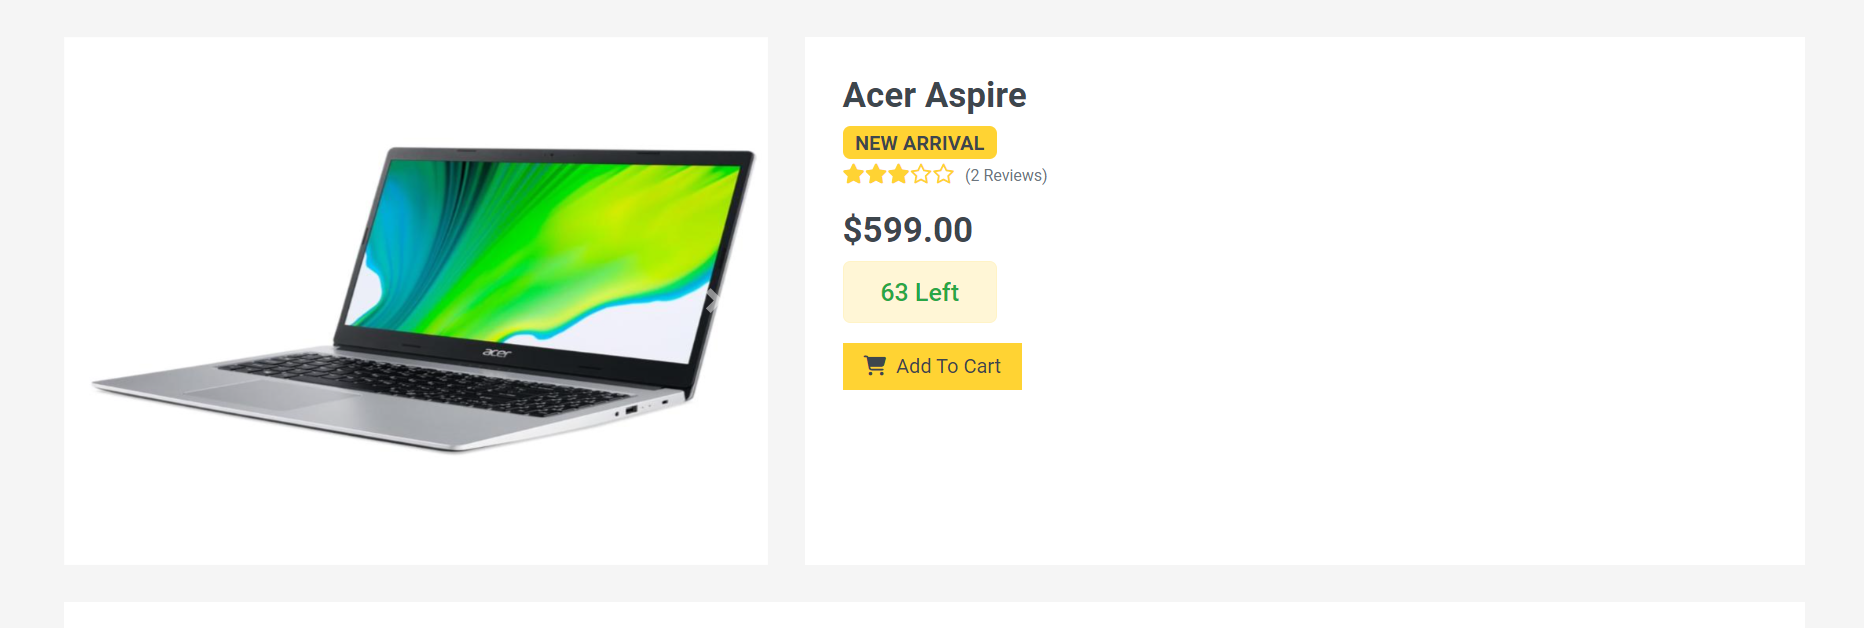 acer
Acer Aspire
NEW ARRIVAL
(2 Reviews)
$599.00
63 Left
Add To Cart